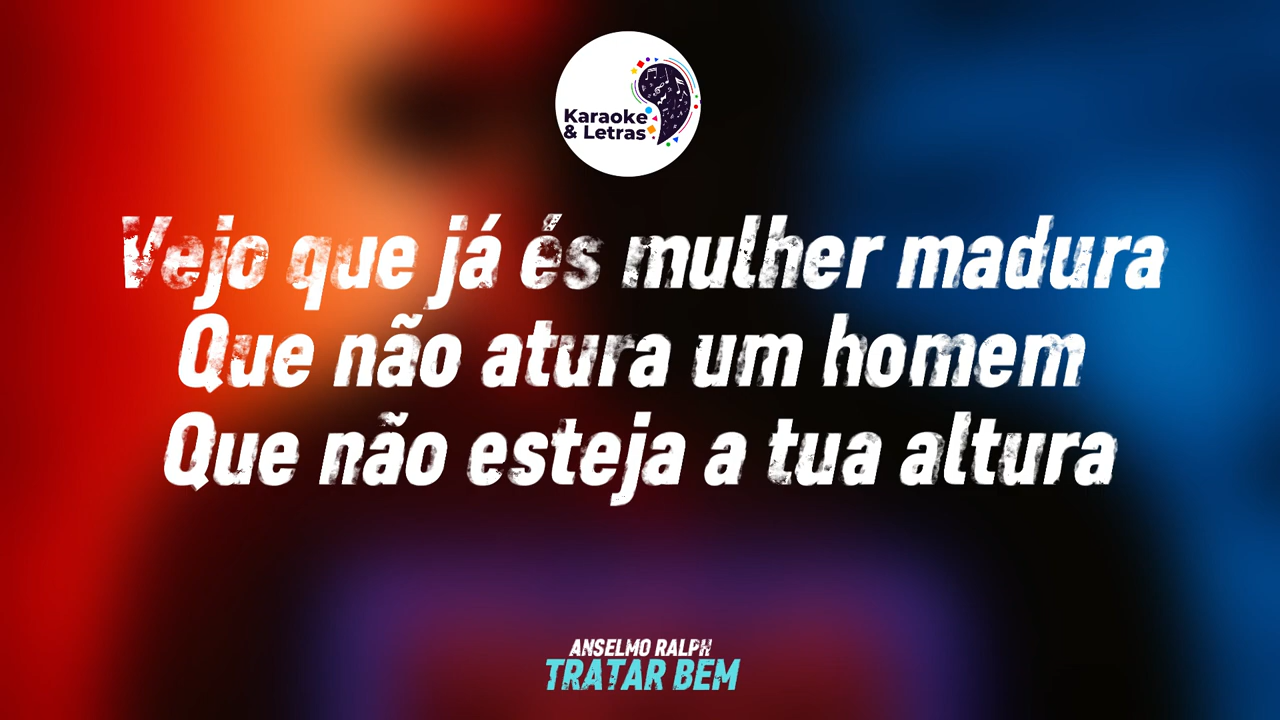 Karaoke
& Letras
Vejo que já és mulher madura
Que não atura um homem
Que não esteja a tua altura
ANSELMO RALPH
TRATAR BEM